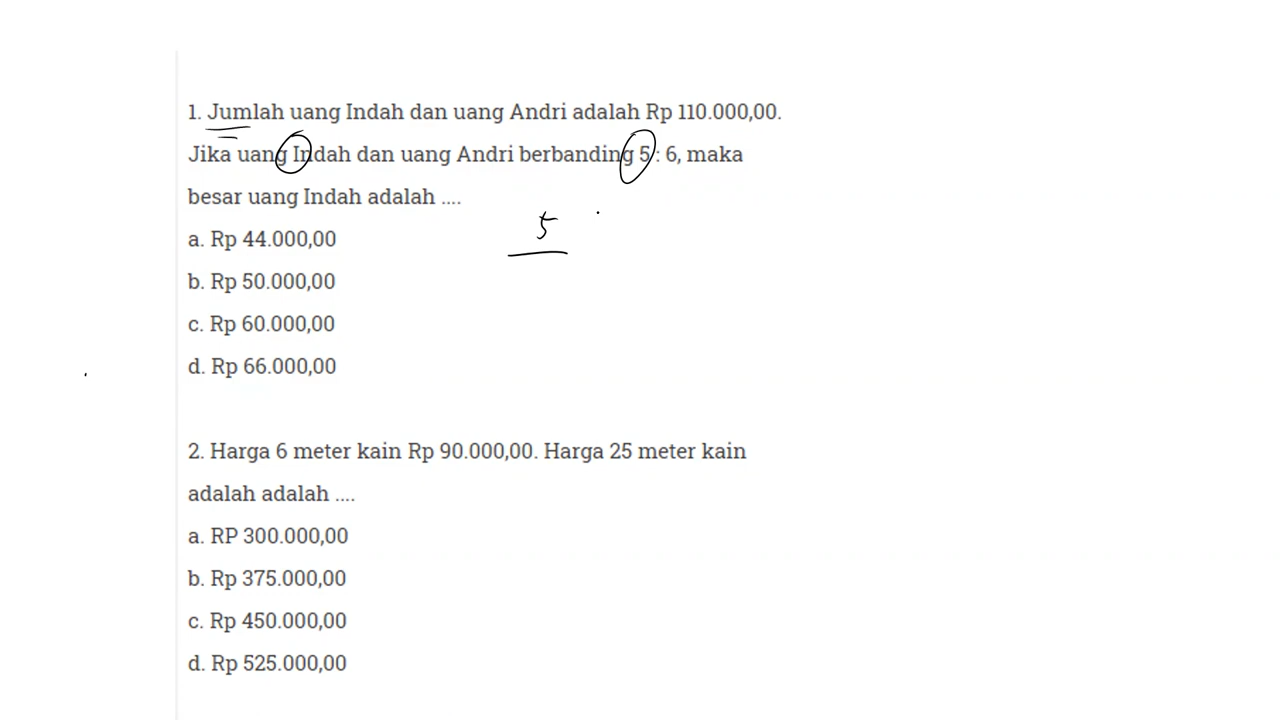 1. Jumlah uang Indah dan uang Andri adalah Rp 110.000,00.
Jika uang Indah dan uang Andri berbanding 5 : 6, maka
besar uang Indah adalah ....
5
a. Rp 44.000,00
b. Rp 50.000,00
c. Rp 60.000,00
d. Rp 66.000,00
2. Harga 6 meter kain Rp 90.000,00. Harga 25 meter kain
adalah adalah ....
a. RP 300.000,00
b. Rp 375.000,00
c. Rp 450.000,00
d. Rp 525.000,00